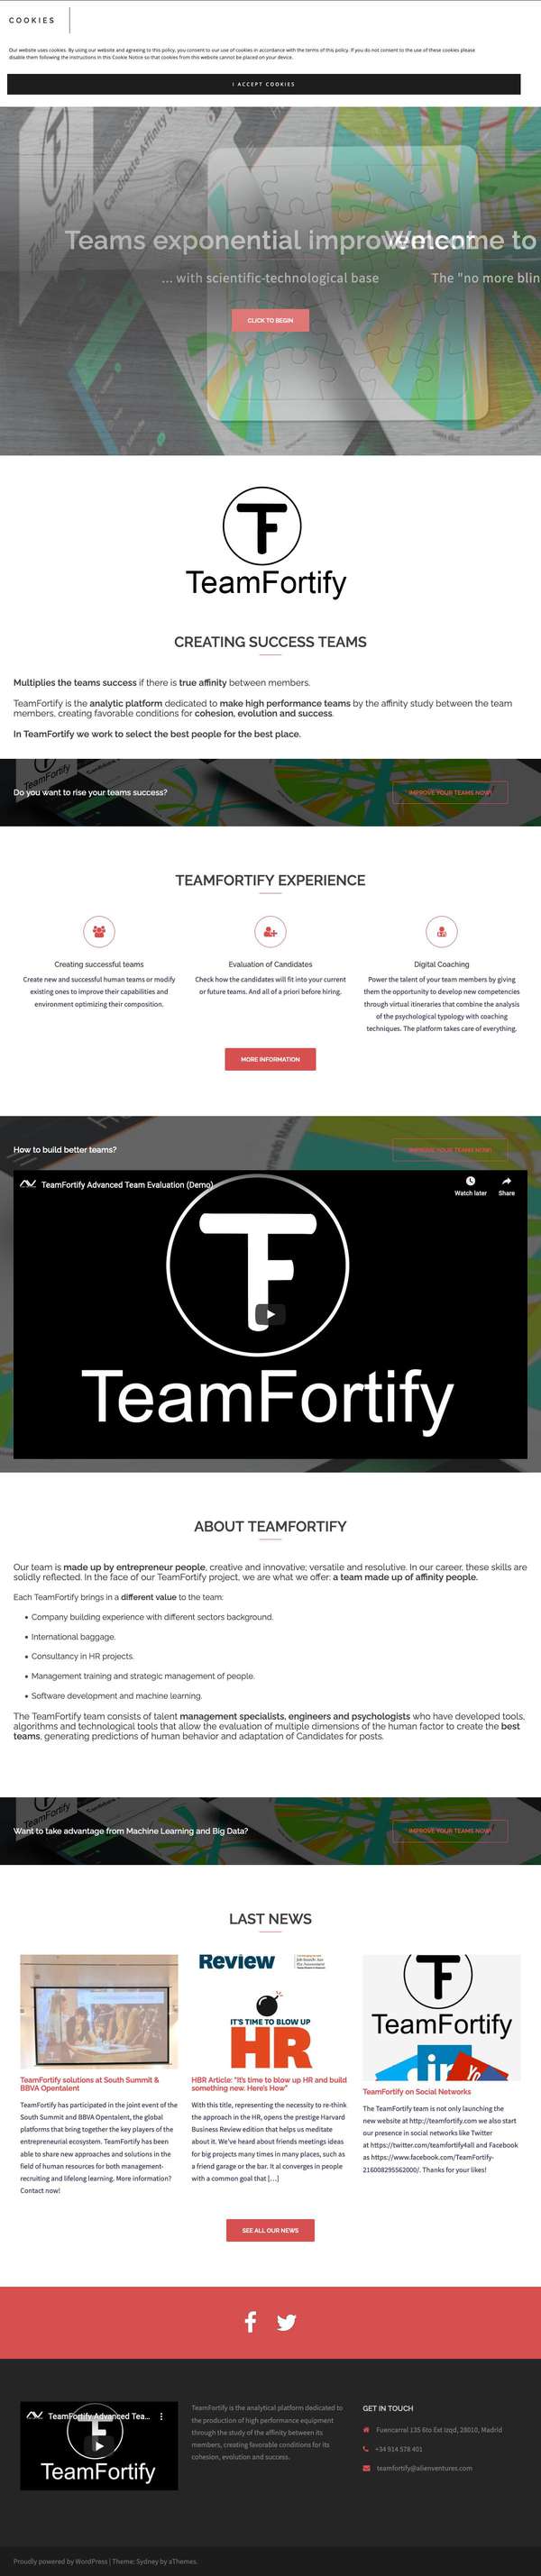 COOKIES
Our website uses cookies. By using our website and agreeing to this policy, you consent to our use of cookies in accordance with the terms of this policy. If you do not consent to the use of these cookies please
disable them following the instructions in this Cookie Notice so that cookies from this website cannot be placed on your device.
I ACCEPT COOKIES
Teams exponential improvement
Welcome to
... with scientific-technological base
The "no more blin
CLICK TO BEGIN
TeamFortify
CREATING SUCCESS TEAMS
Multiplies the teams success if there is true affinity between members.
TeamFortify is the analytic platform dedicated to make high performance teams by the affinity study between the team
members, creating favorable conditions for cohesion, evolution and success.
In TeamFortify we work to select the best people for the best place.
Do you want to rise your teams success?
IMPROVE YOUR TEAMS NOW!
TEAMFORTIFY EXPERIENCE
Creating successful teams
Create new and successful human teams or modify
existing ones to improve their capabilities and
environment optimizing their composition.
Evaluation of Candidates
Check how the candidates will fit into your current
or future teams. And all of a priori before hiring.
Digital Coaching
Power the talent of your team members by giving
them the opportunity to develop new competencies
through virtual itineraries that combine the analysis
of the psychological typology with coaching
techniques. The platform takes care of everything.
MORE INFORMATION
How to build better teams?
IMPROVE YOUR TEAMS NOW!
TeamFortify Advanced Team Evaluation (Demo)
Watch later
Share
TeamFortify
ABOUT TEAMFORTIFY
Our team is made up by entrepreneur people, creative and innovative; versatile and resolutive. In our career, these skills are
solidly reflected. In the face of our TeamFortify project, we are what we offer: a team made up of affinity people.
Each TeamFortify brings in a different value to the team:
• Company building experience with different sectors background.
• International baggage.
• Consultancy in HR projects.
• Management training and strategic management of people.
• Software development and machine learning.
The TeamFortify team consists of talent management specialists, engineers and psychologists who have developed tools,
algorithms and technological tools that allow the evaluation of multiple dimensions of the human factor to create the best
teams, generating predictions of human behavior and adaptation of Candidates for posts.
Want to take advantage from Machine Learning and Big Data?
IMPROVE YOUR TEAMS NOW!
LAST NEWS
TeamFortify solutions at South Summit &
BBVA Opentalent
TeamFortify has participated in the joint event of the
South Summit and BBVA Opentalent, the global
platforms that bring together the key players of the
entrepreneurial ecosystem. TeamFortify has been
able to share new approaches and solutions in the
field of human resources for both management-
recruiting and lifelong learning. More information?
Contact now!
Review
IT'S TIME TO BLOW UP
HR
HBR Article: "It's time to blow up HR and build
something new. Here's How"
With this title, representing the necessity to re-think
the approach in the HR, opens the prestige Harvard
Business Review edition that helps us meditate
about it. We've heard about friends meetings ideas
for big projects many times in many places, such as
a friend garage or the bar. It al converges in people
with a common goal that [...]
TeamFortify
TeamFortify on Social Networks
The TeamFortify team is not only launching the
new website at http://teamfortify.com we also start
our presence in social networks like Twitter
at https://twitter.com/teamfortify4all and Facebook
as https://www.facebook.com/TeamFortify-
216008295562000/. Thanks for your likes!
SEE ALL OUR NEWS
TeamFortify Advanced Tea...
TeamFortify
TeamFortify is the analytical platform dedicated to
the production of high performance equipment
through the study of the affinity between its
members, creating favorable conditions for its
cohesion, evolution and success.
GET IN TOUCH
Fuencarral 135 6to Ext Izqd, 28010, Madrid
+34 914 578 401
teamfortify@alienventures.com
Proudly powered by WordPress | Theme: Sydney by aThemes.